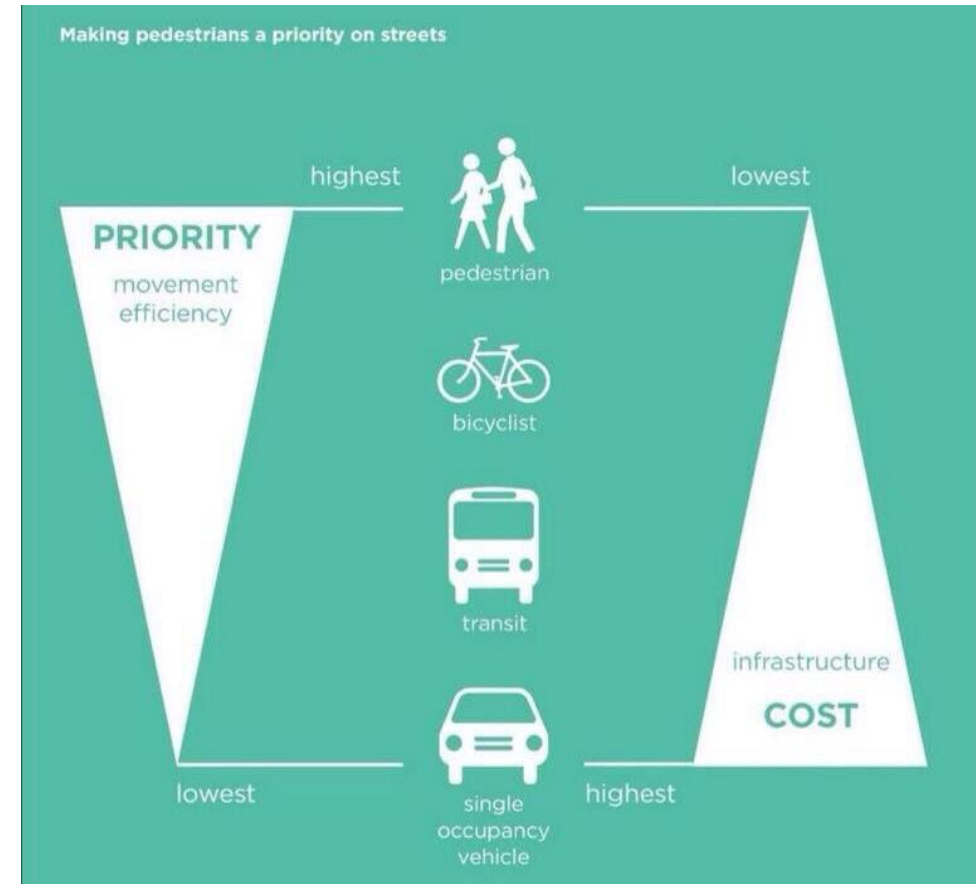 Making pedestrians a priority on streets
highest
lowest
PRIORITY
movement
efficiency
pedestrian
bicyclist
transit
infrastructure
COST
lowest
highest
single
occupancy
vehicle